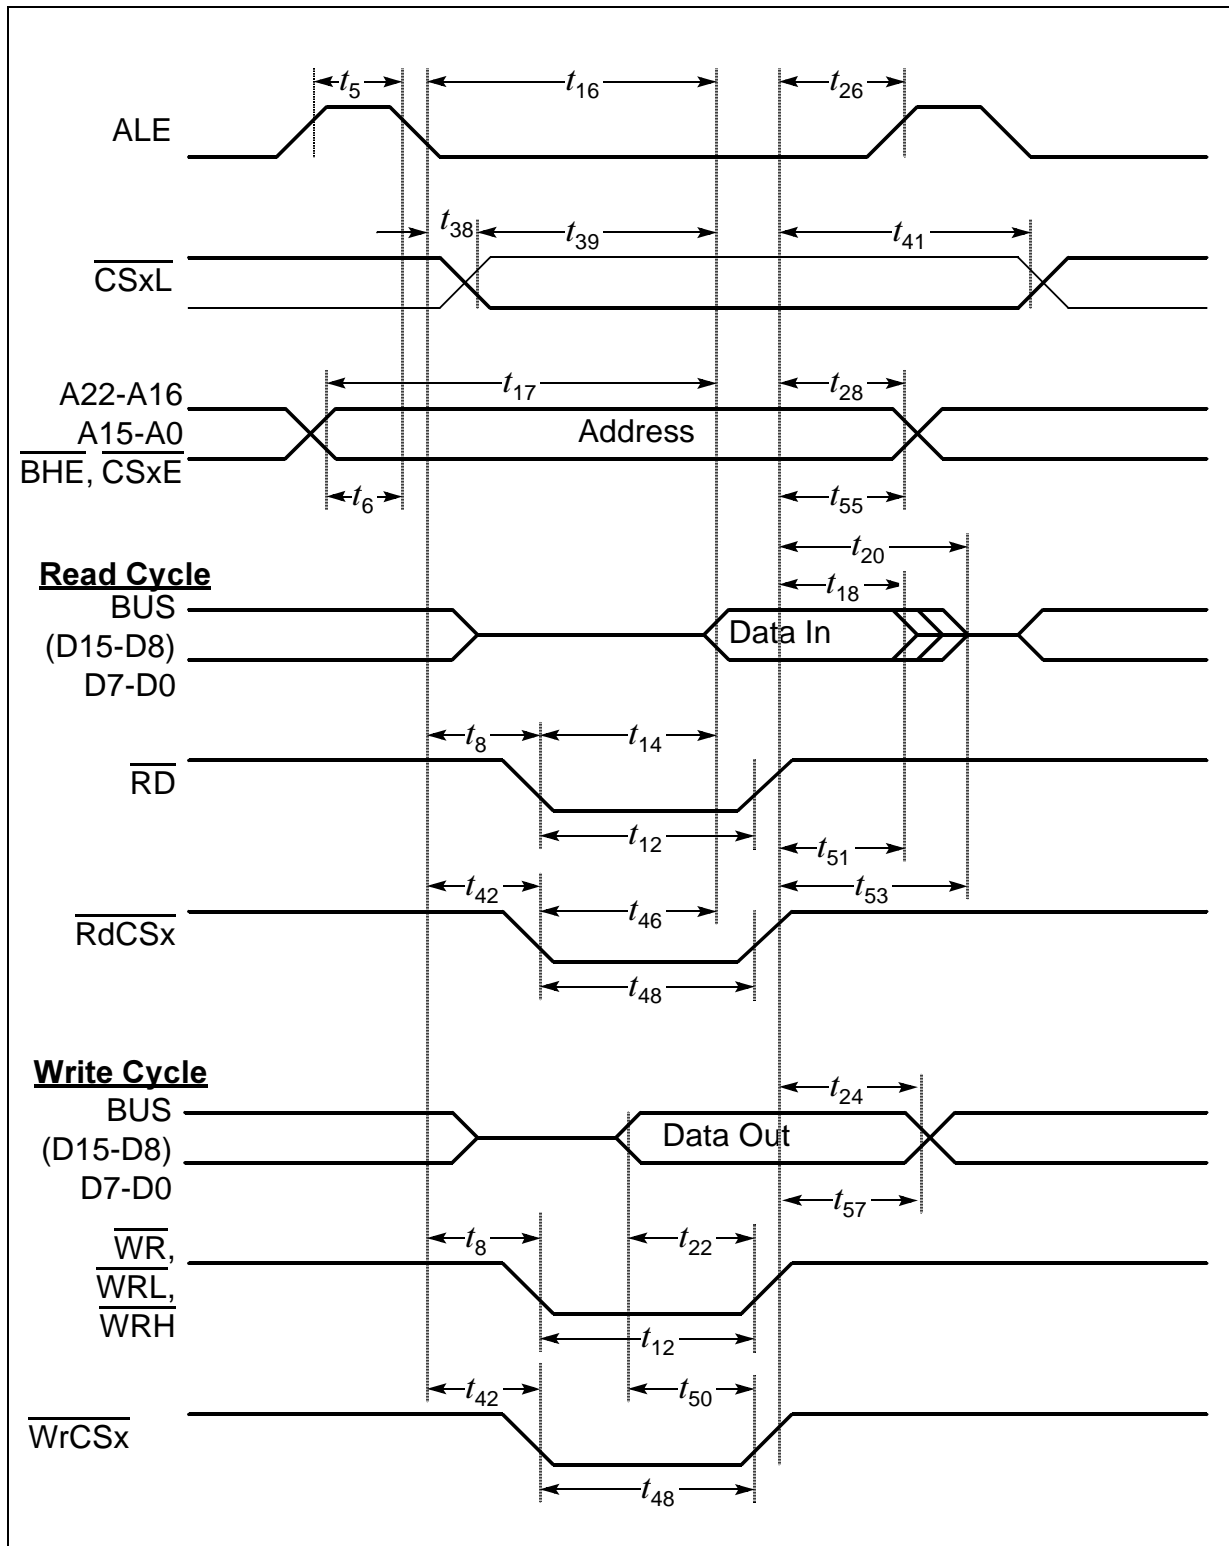 t5 t16 t26
ALE
t38 t39 t41
CSxL
t17 t28
A22-A16
A15-A0 Address
BHE, CSxE
t6 t55
t20
Read Cycle
t18
BUS
(D15-D8) Data In
D7-D0
t8 t14
RD
t12 t51
t42 t53
t46
RdCSx
t48
Write Cycle
t24
BUS
(D15-D8) Data Out
D7-D0
t57
t8 t22
WR,
WRL,
WRH
t12
t42 t50
WrCSx
t48